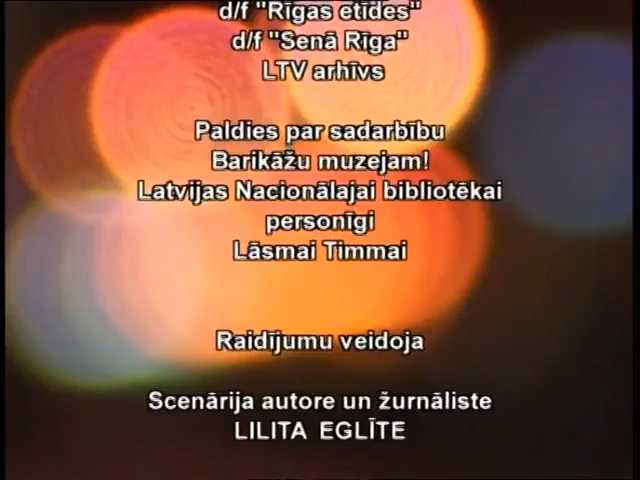 d/f "Rīgas etīdes"
d/f "Senā Rīga"
LTV arhīvs
Paldies par sadarbību
Barikāžu muzejam!
Latvijas Nacionālajai bibliotēkai
personīgi
Lāsmai Timmai
Raidījumu veidoja
Scenārija autore un žurnāliste
LILITA EGLĪTE